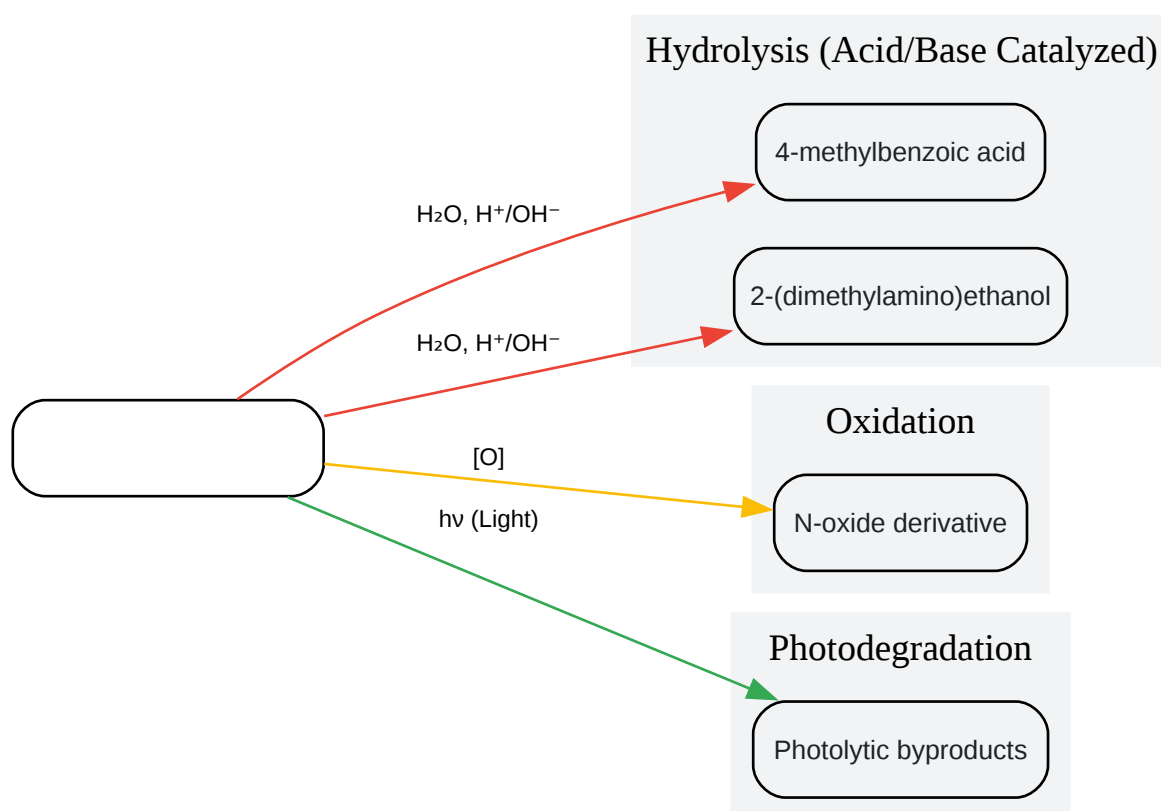 Hydrolysis (Acid/Base Catalyzed)
4-methylbenzoic acid
H₂O, H⁺/OH⁻
2-(dimethylamino)ethanol
H₂O, H⁺/OH⁻
Oxidation
[O]
N-oxide derivative
hν (Light)
Photodegradation
Photolytic byproducts